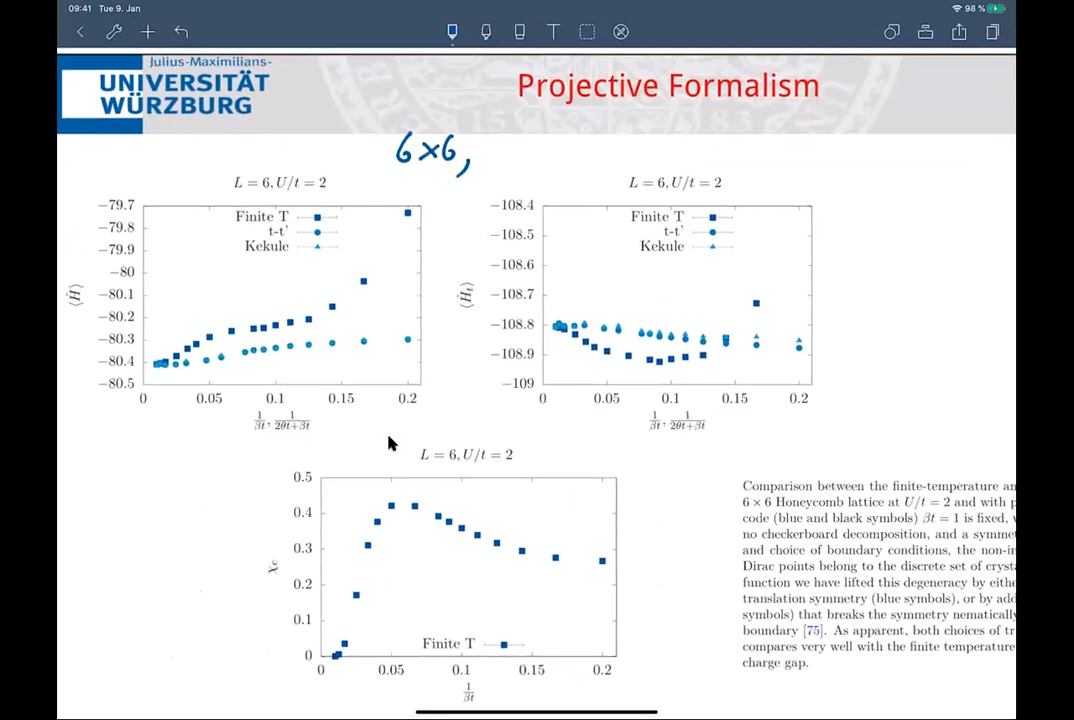 09:41 Tue 9. Jan
98 %
Julius-Maximilians-
UNIVERSITÄT
WÜRZBURG
Projective Formalism
6×6,
L = 6, U/t = 2
−79.7
−79.8
−79.9
−80
−80.1
−80.2
−80.3
−80.4
−80.5
⟨Ĥ⟩
Finite T
t-t'
Kekule
0 0.05 0.1 0.15 0.2
1/βt, 1/2θt+βt
L = 6, U/t = 2
−108.4
−108.5
−108.6
−108.7
−108.8
−108.9
−109
⟨Ĥt⟩
Finite T
t-t'
Kekule
0 0.05 0.1 0.15 0.2
1/βt, 1/2θt+βt
L = 6, U/t = 2
0.5
0.4
0.3
0.2
0.1
0
χc
Finite T
0 0.05 0.1 0.15 0.2
1/βt
Comparison between the finite-temperature an
6 × 6 Honeycomb lattice at U/t = 2 and with p
code (blue and black symbols) βt = 1 is fixed,
no checkerboard decomposition, and a symme
and choice of boundary conditions, the non-in
Dirac points belong to the discrete set of cryst
function we have lifted this degeneracy by eithe
translation symmetry (blue symbols), or by add
symbols) that breaks the symmetry nematically
boundary [75]. As apparent, both choices of tr
compares very well with the finite temperature
charge gap.